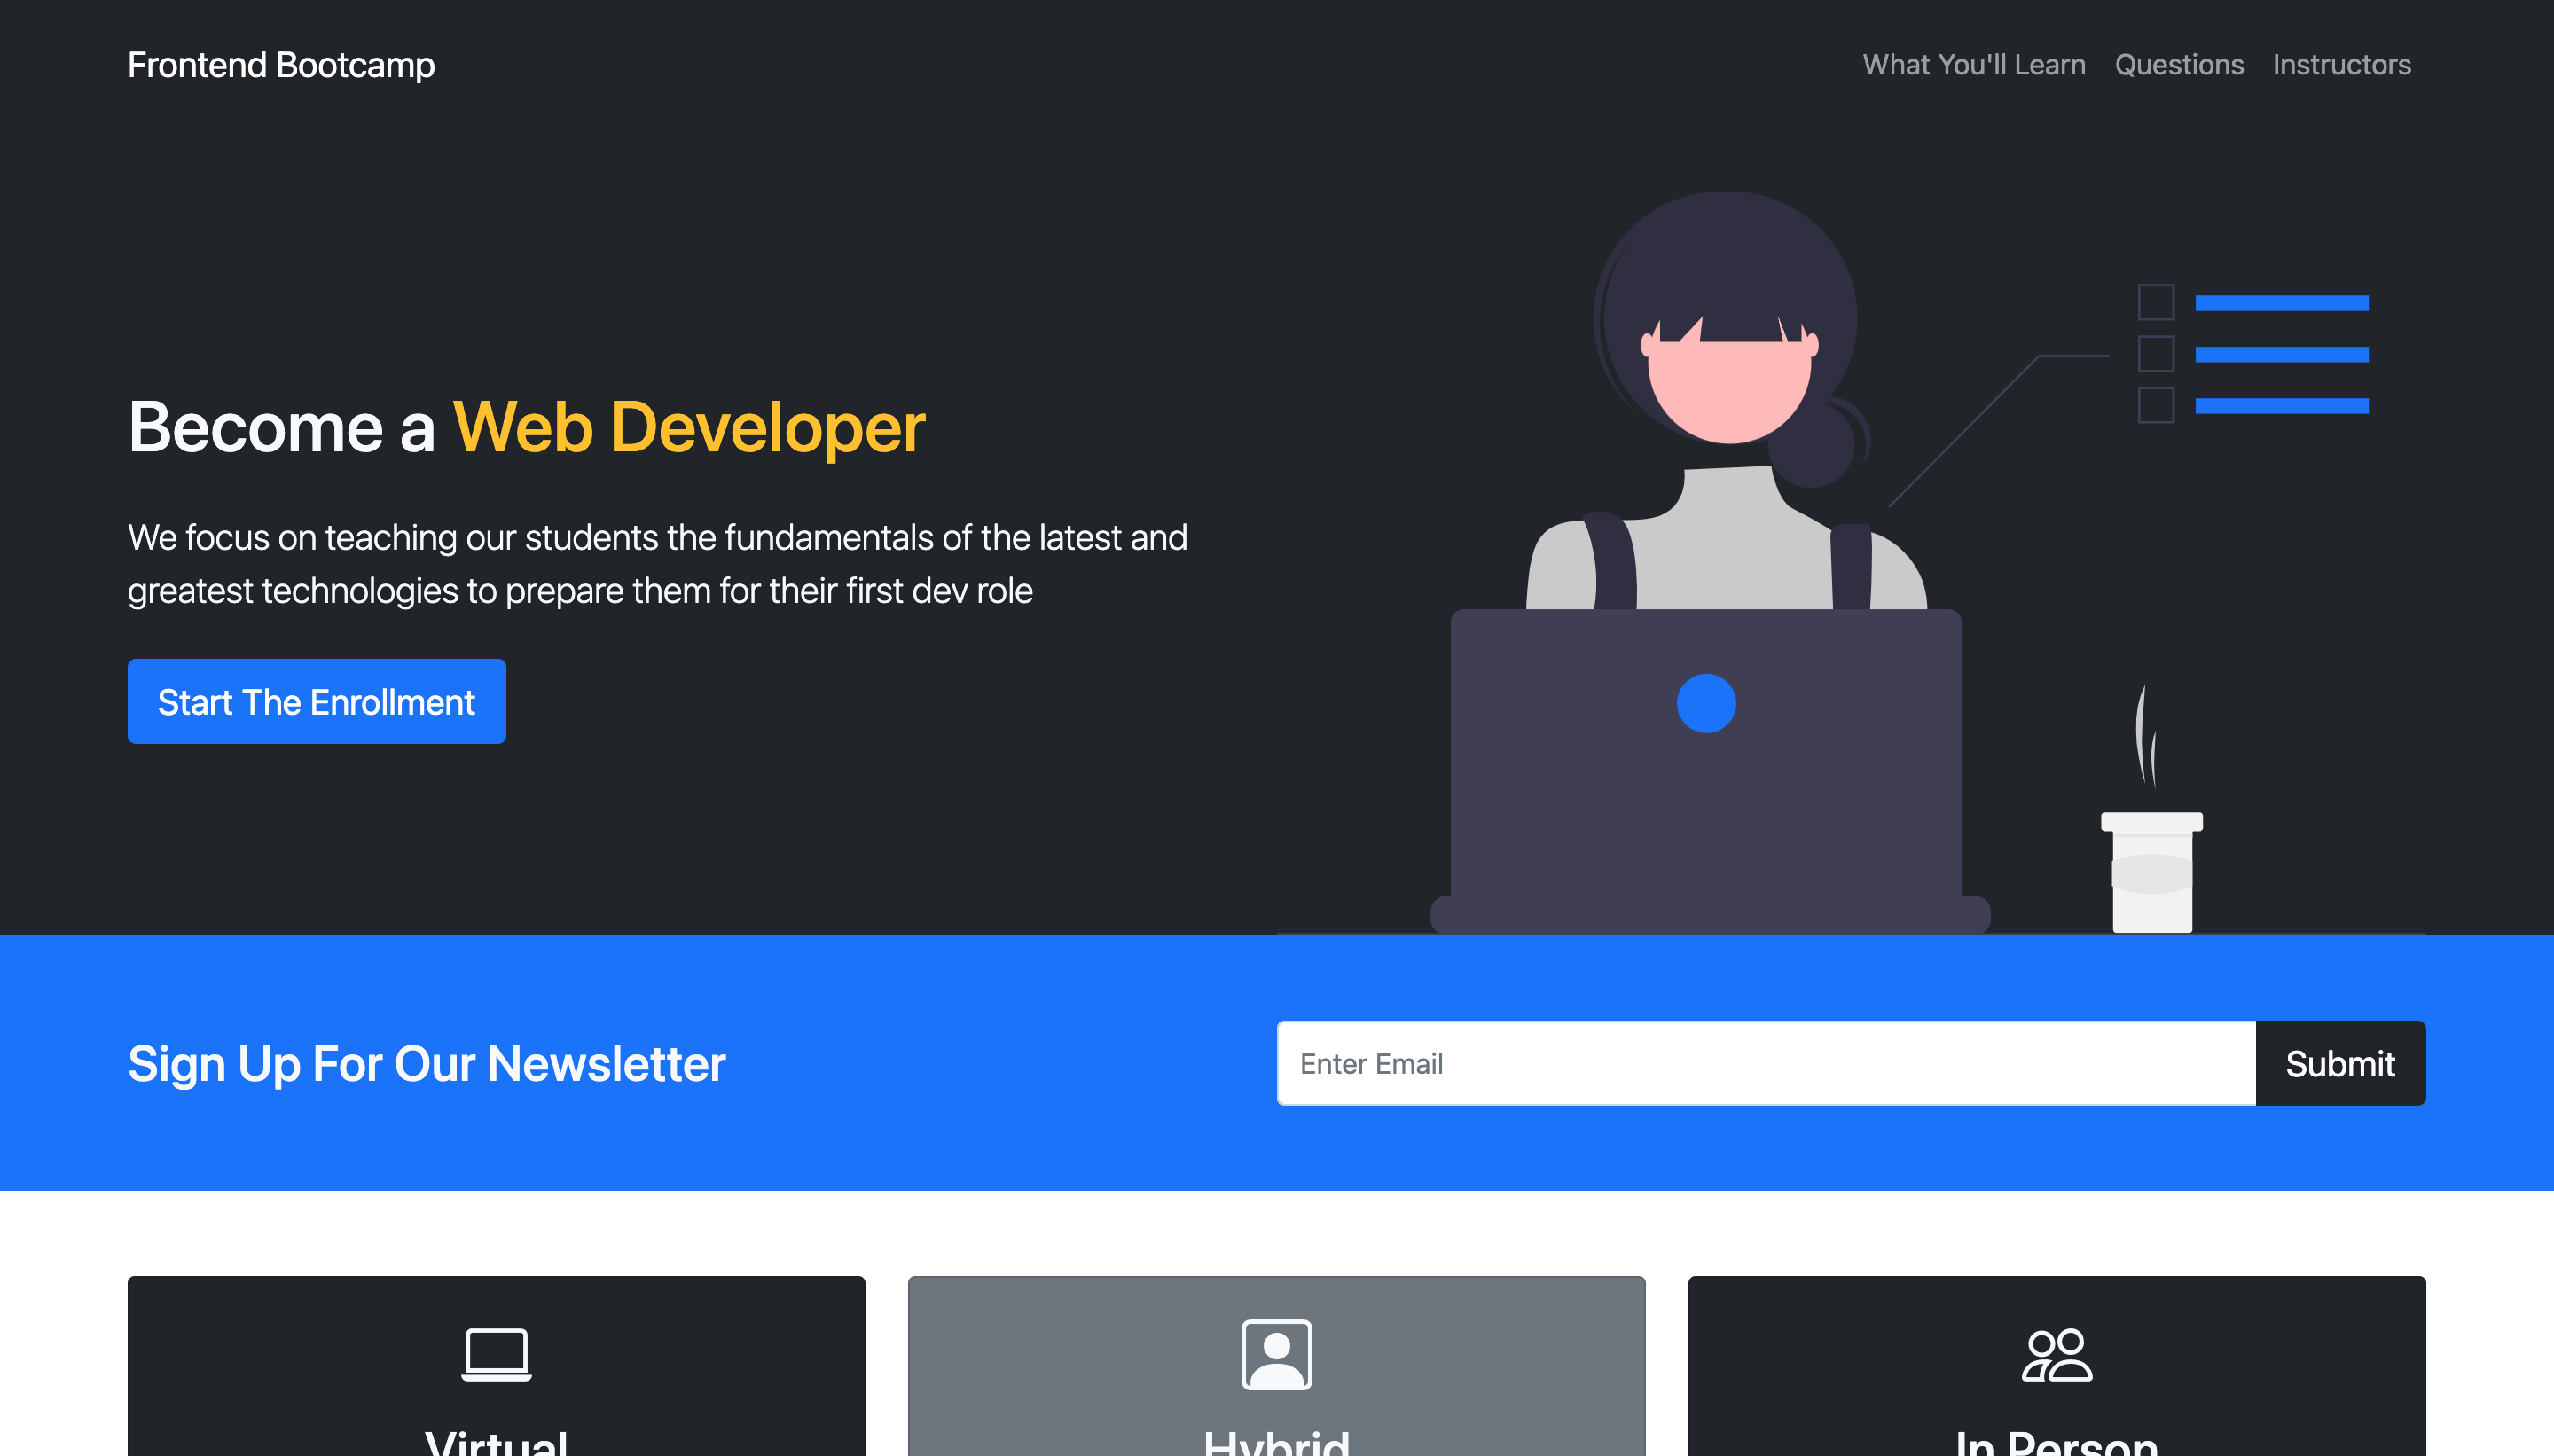 Frontend Bootcamp
What You'll Learn
Questions
Instructors
Become a Web Developer
We focus on teaching our students the fundamentals of the latest and
greatest technologies to prepare them for their first dev role
Start The Enrollment
Sign Up For Our Newsletter
Enter Email
Submit
Virtual
Hybrid
In Person